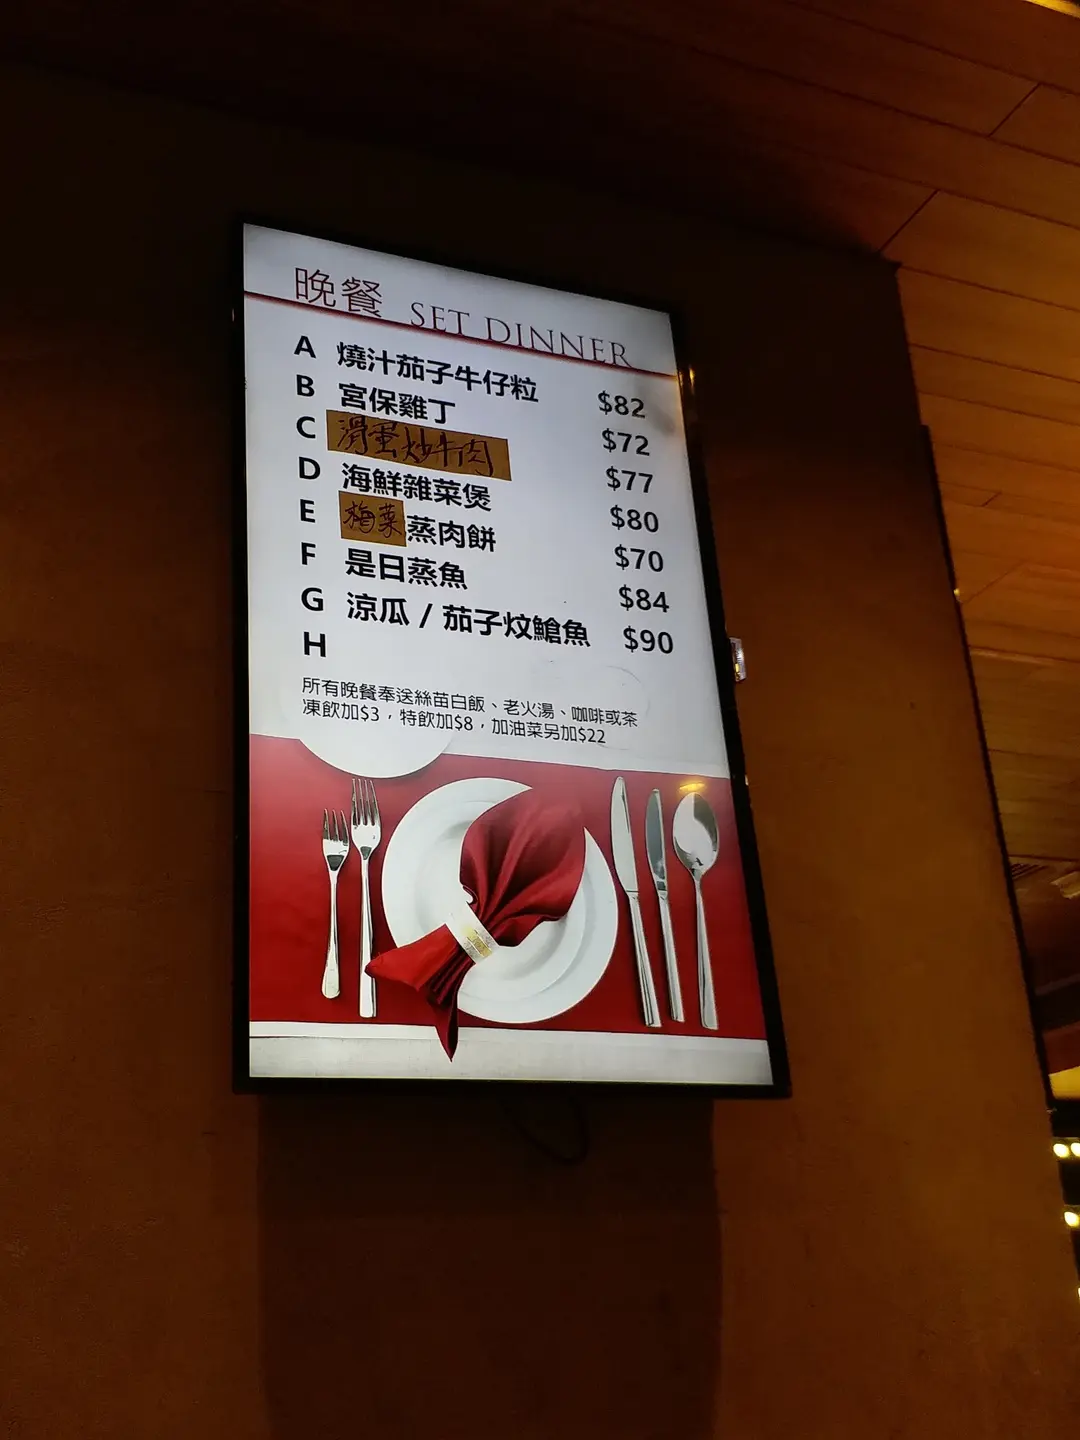 晚餐 SET DINNER
A 燒汁茄子牛仔粒 $82
B 宮保雞丁 $72
C 滑蛋炒牛肉 $77
D 海鮮雜菜煲 $80
E 梅菜蒸肉餅 $70
F 是日蒸魚 $84
G 涼瓜 / 茄子炆鯧魚 $90
H
所有晚餐奉送絲苗白飯、老火湯、咖啡或茶
凍飲加$3，特飲加$8，加油菜另加$22